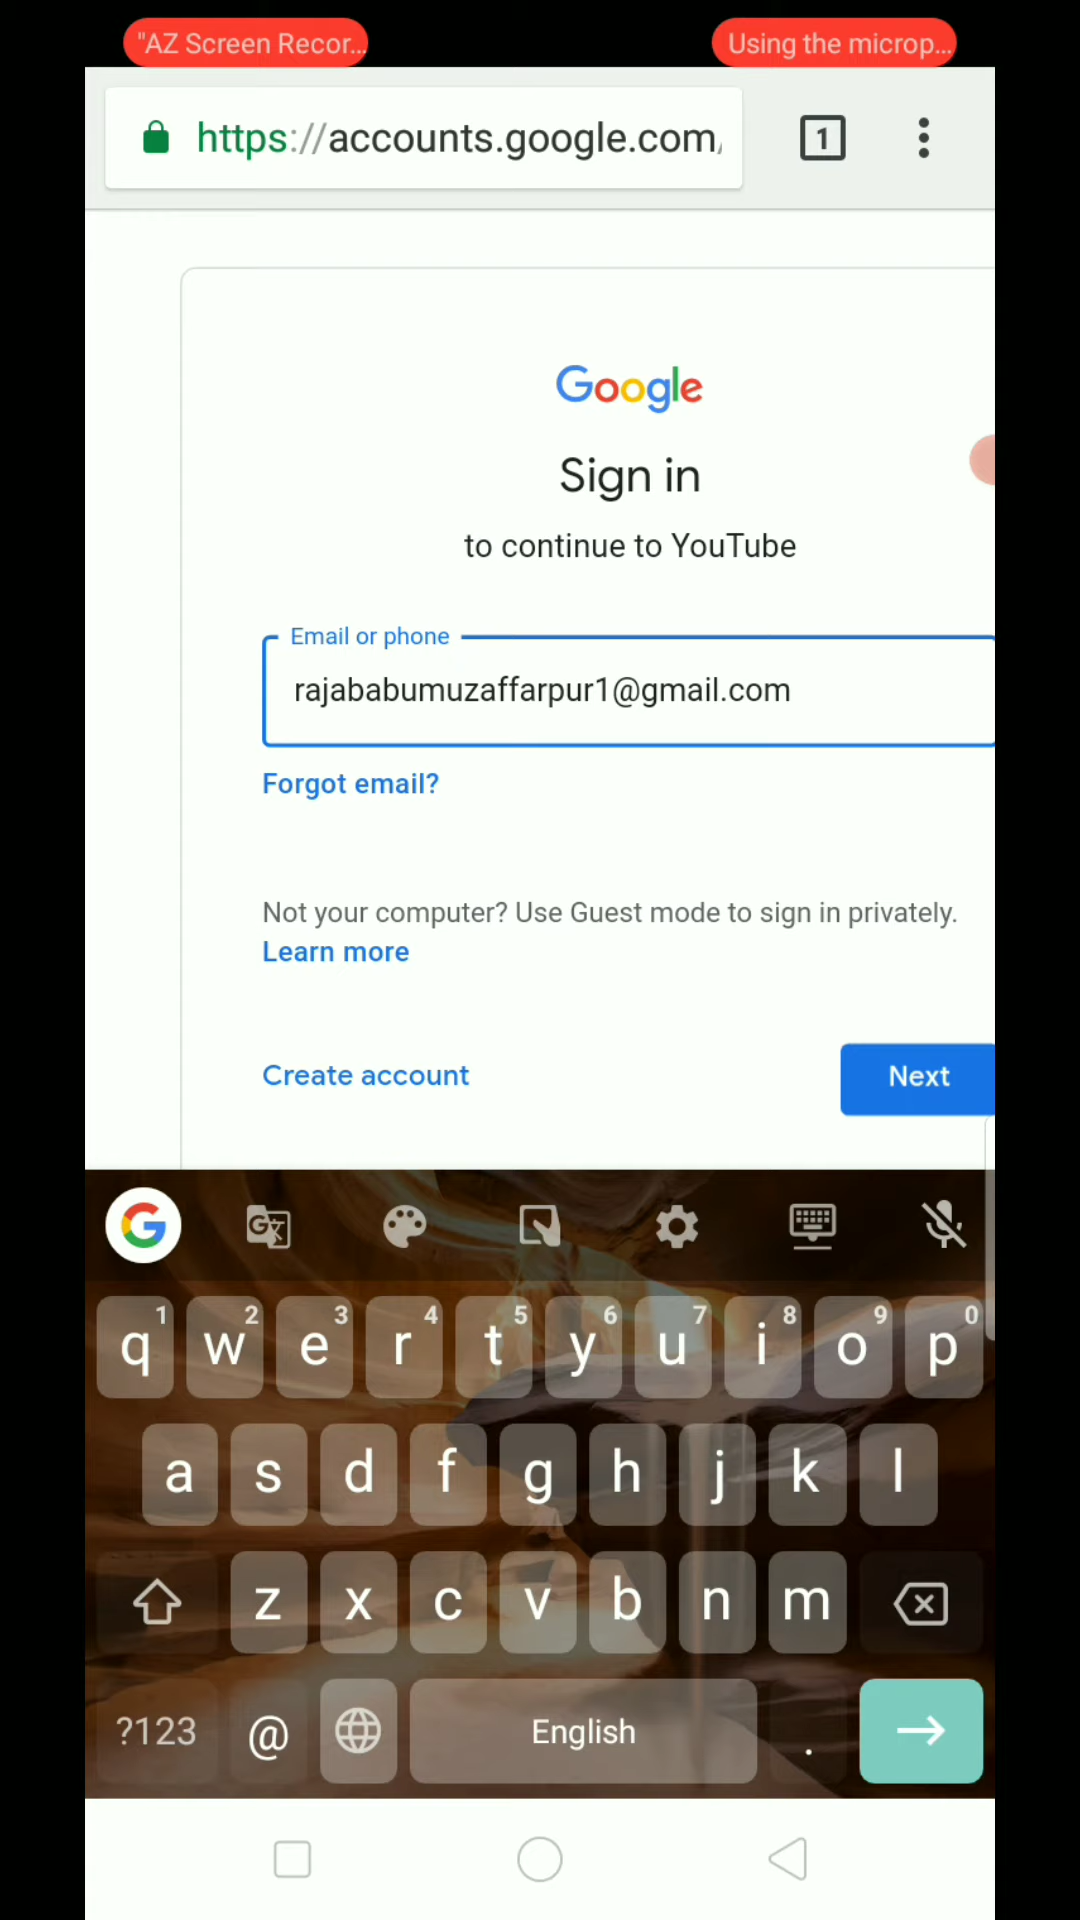 "AZ Screen Recor...
Using the microp...
https://accounts.google.com/
1
Google
Sign in
to continue to YouTube
Email or phone
rajababumuzaffarpur1@gmail.com
Forgot email?
Not your computer? Use Guest mode to sign in privately.
Learn more
Create account
Next
1 2 3 4 5 6 7 8 9 0
q w e r t y u i o p
a s d f g h j k l
z x c v b n m
?123 @ English .